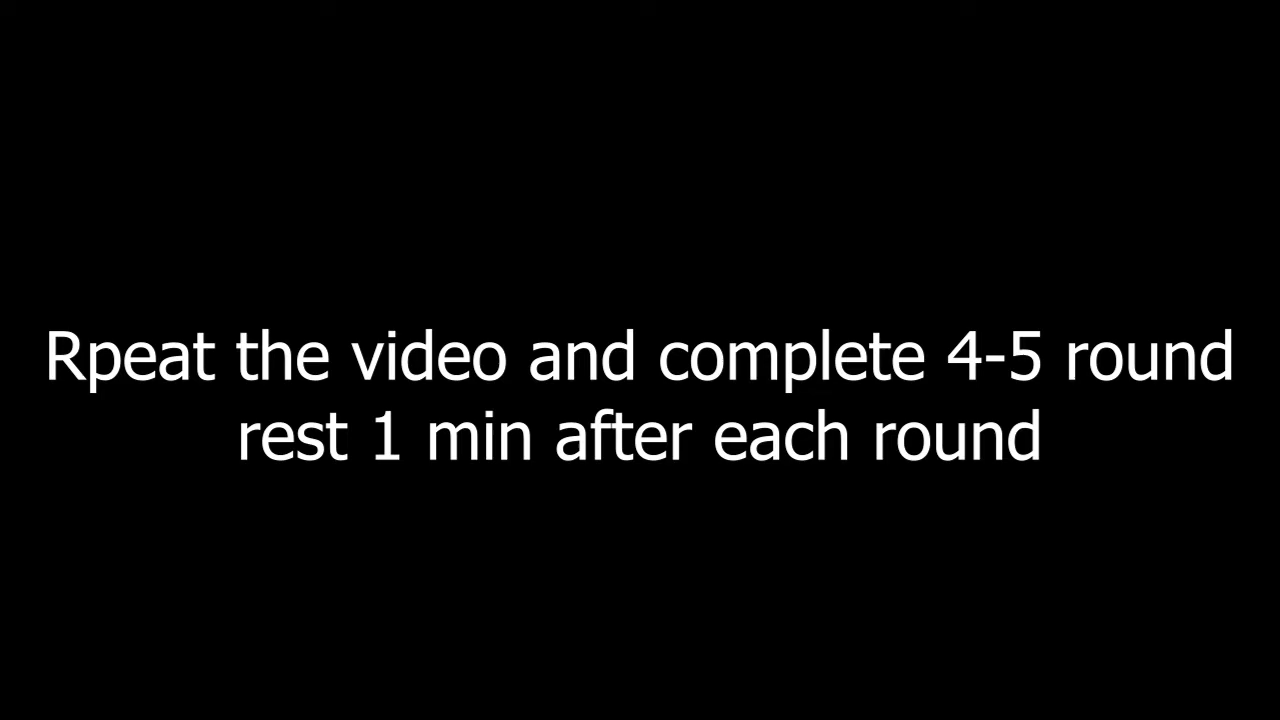 Rpeat the video and complete 4-5 round
rest 1 min after each round